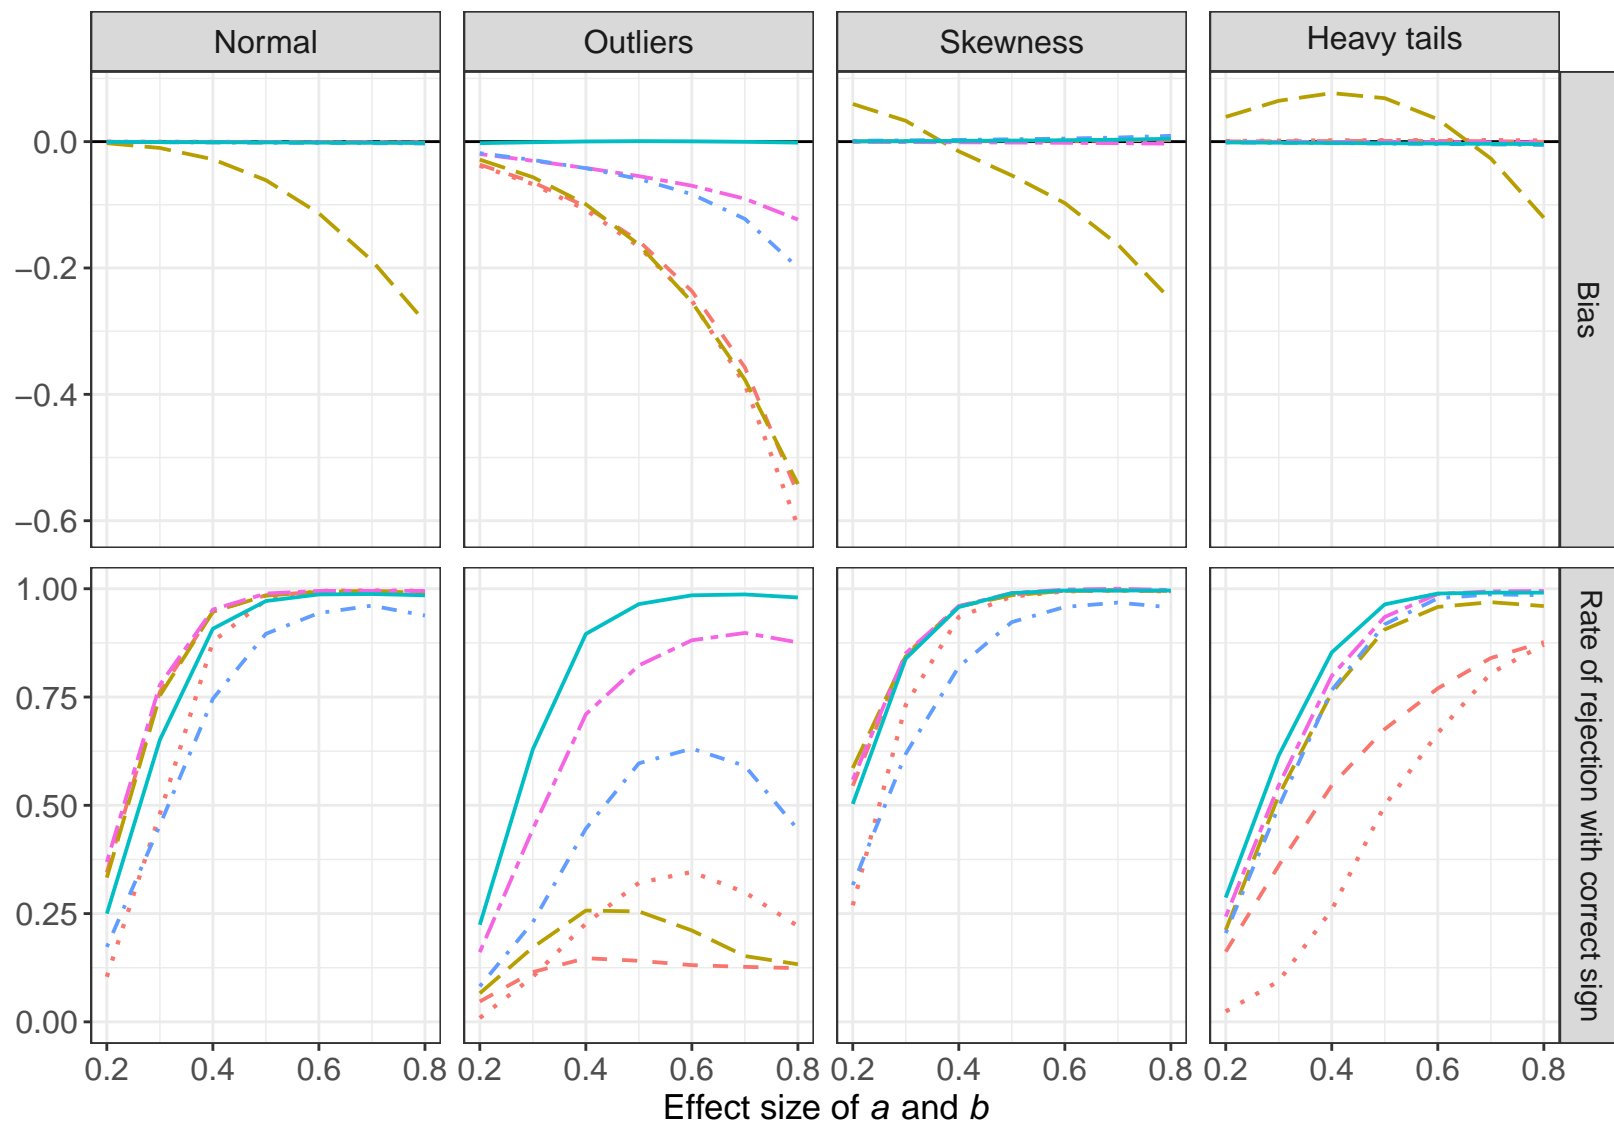 Normal
Outliers
Skewness
Heavy tails
0.0
−0.2
−0.4
−0.6
Bias
1.00
0.75
0.50
0.25
0.00
Rate of rejection with correct sign
0.2 0.4 0.6 0.8 0.2 0.4 0.6 0.8 0.2 0.4 0.6 0.8 0.2 0.4 0.6 0.8
Effect size of a and b